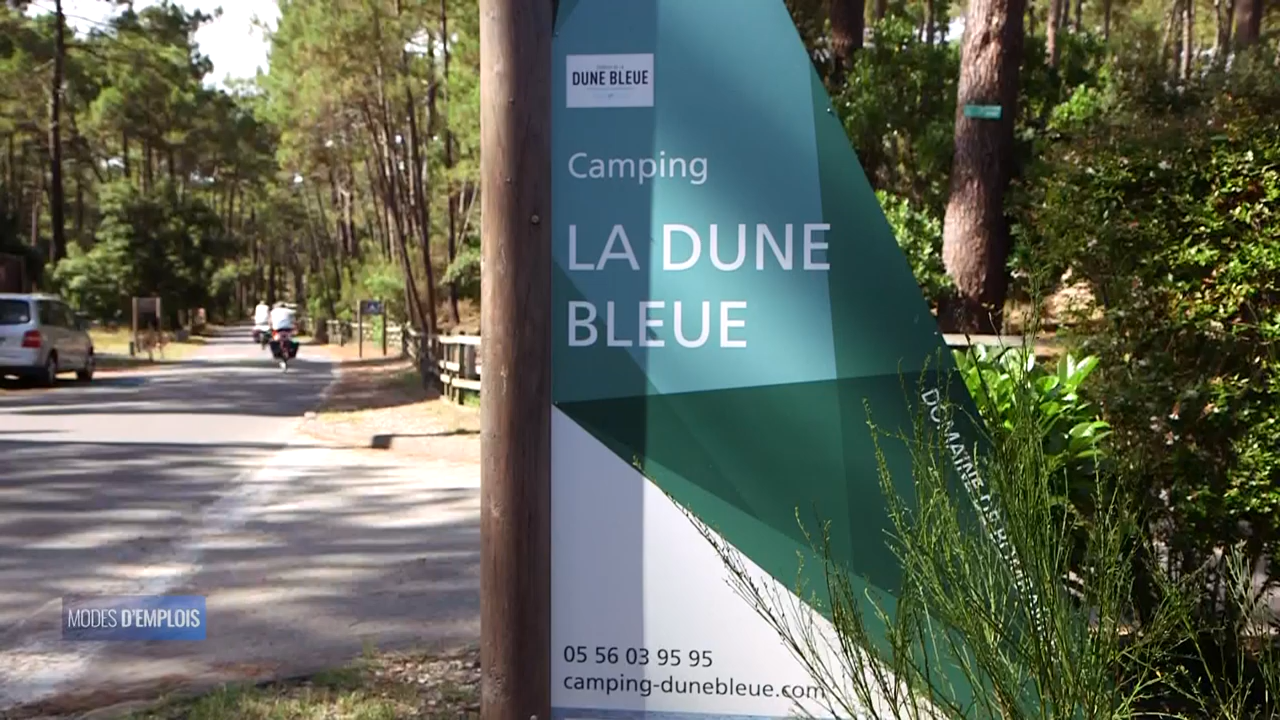 DUNE BLEUE
Camping
LA DUNE
BLEUE
05 56 03 95 95
camping-dunebleue.com
MODES D'EMPLOIS